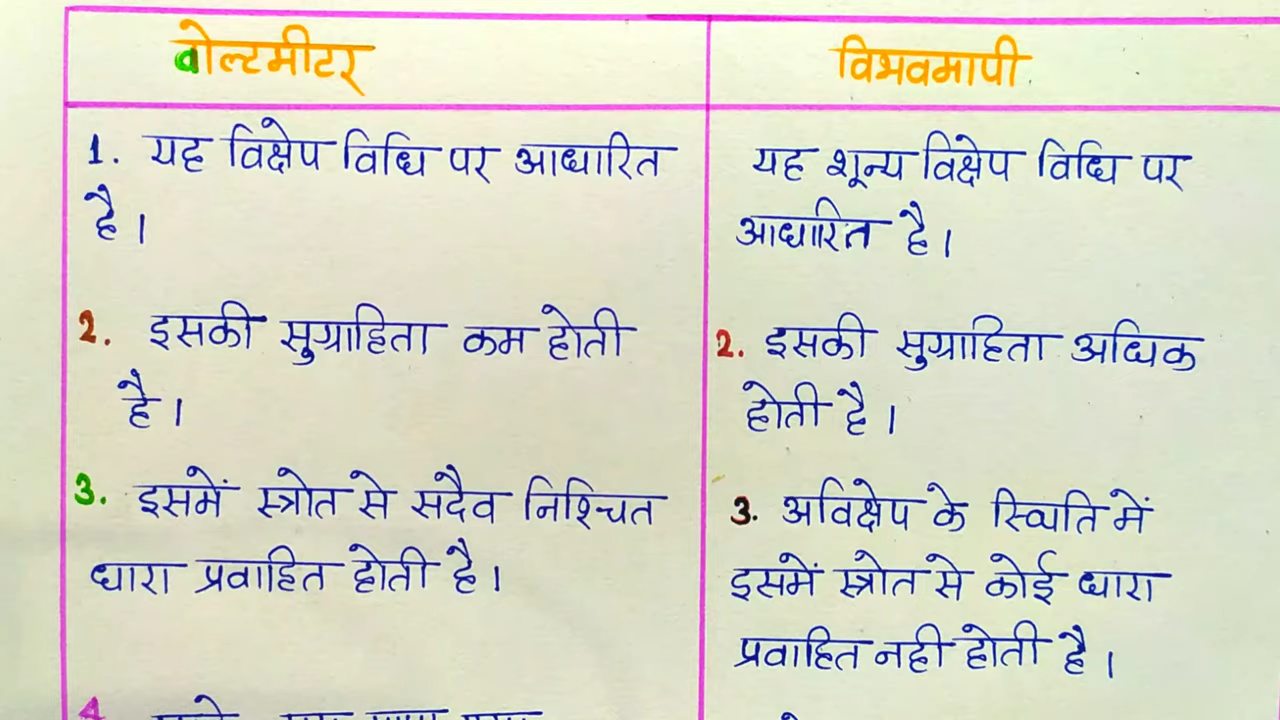 वोल्टमीटर
विभवमापी
1. यह विक्षेप विधि पर आधारित
है।
यह शून्य विक्षेप विधि पर
आधारित है।
2. इसकी सुग्राहिता कम होती
है।
2. इसकी सुग्राहिता अधिक
होती है।
3. इसमें स्त्रोत से सदैव निश्चित
धारा प्रवाहित होती है।
3. अविक्षेप के स्थिति में
इसमें स्त्रोत से कोई धारा
प्रवाहित नही होती है।
4